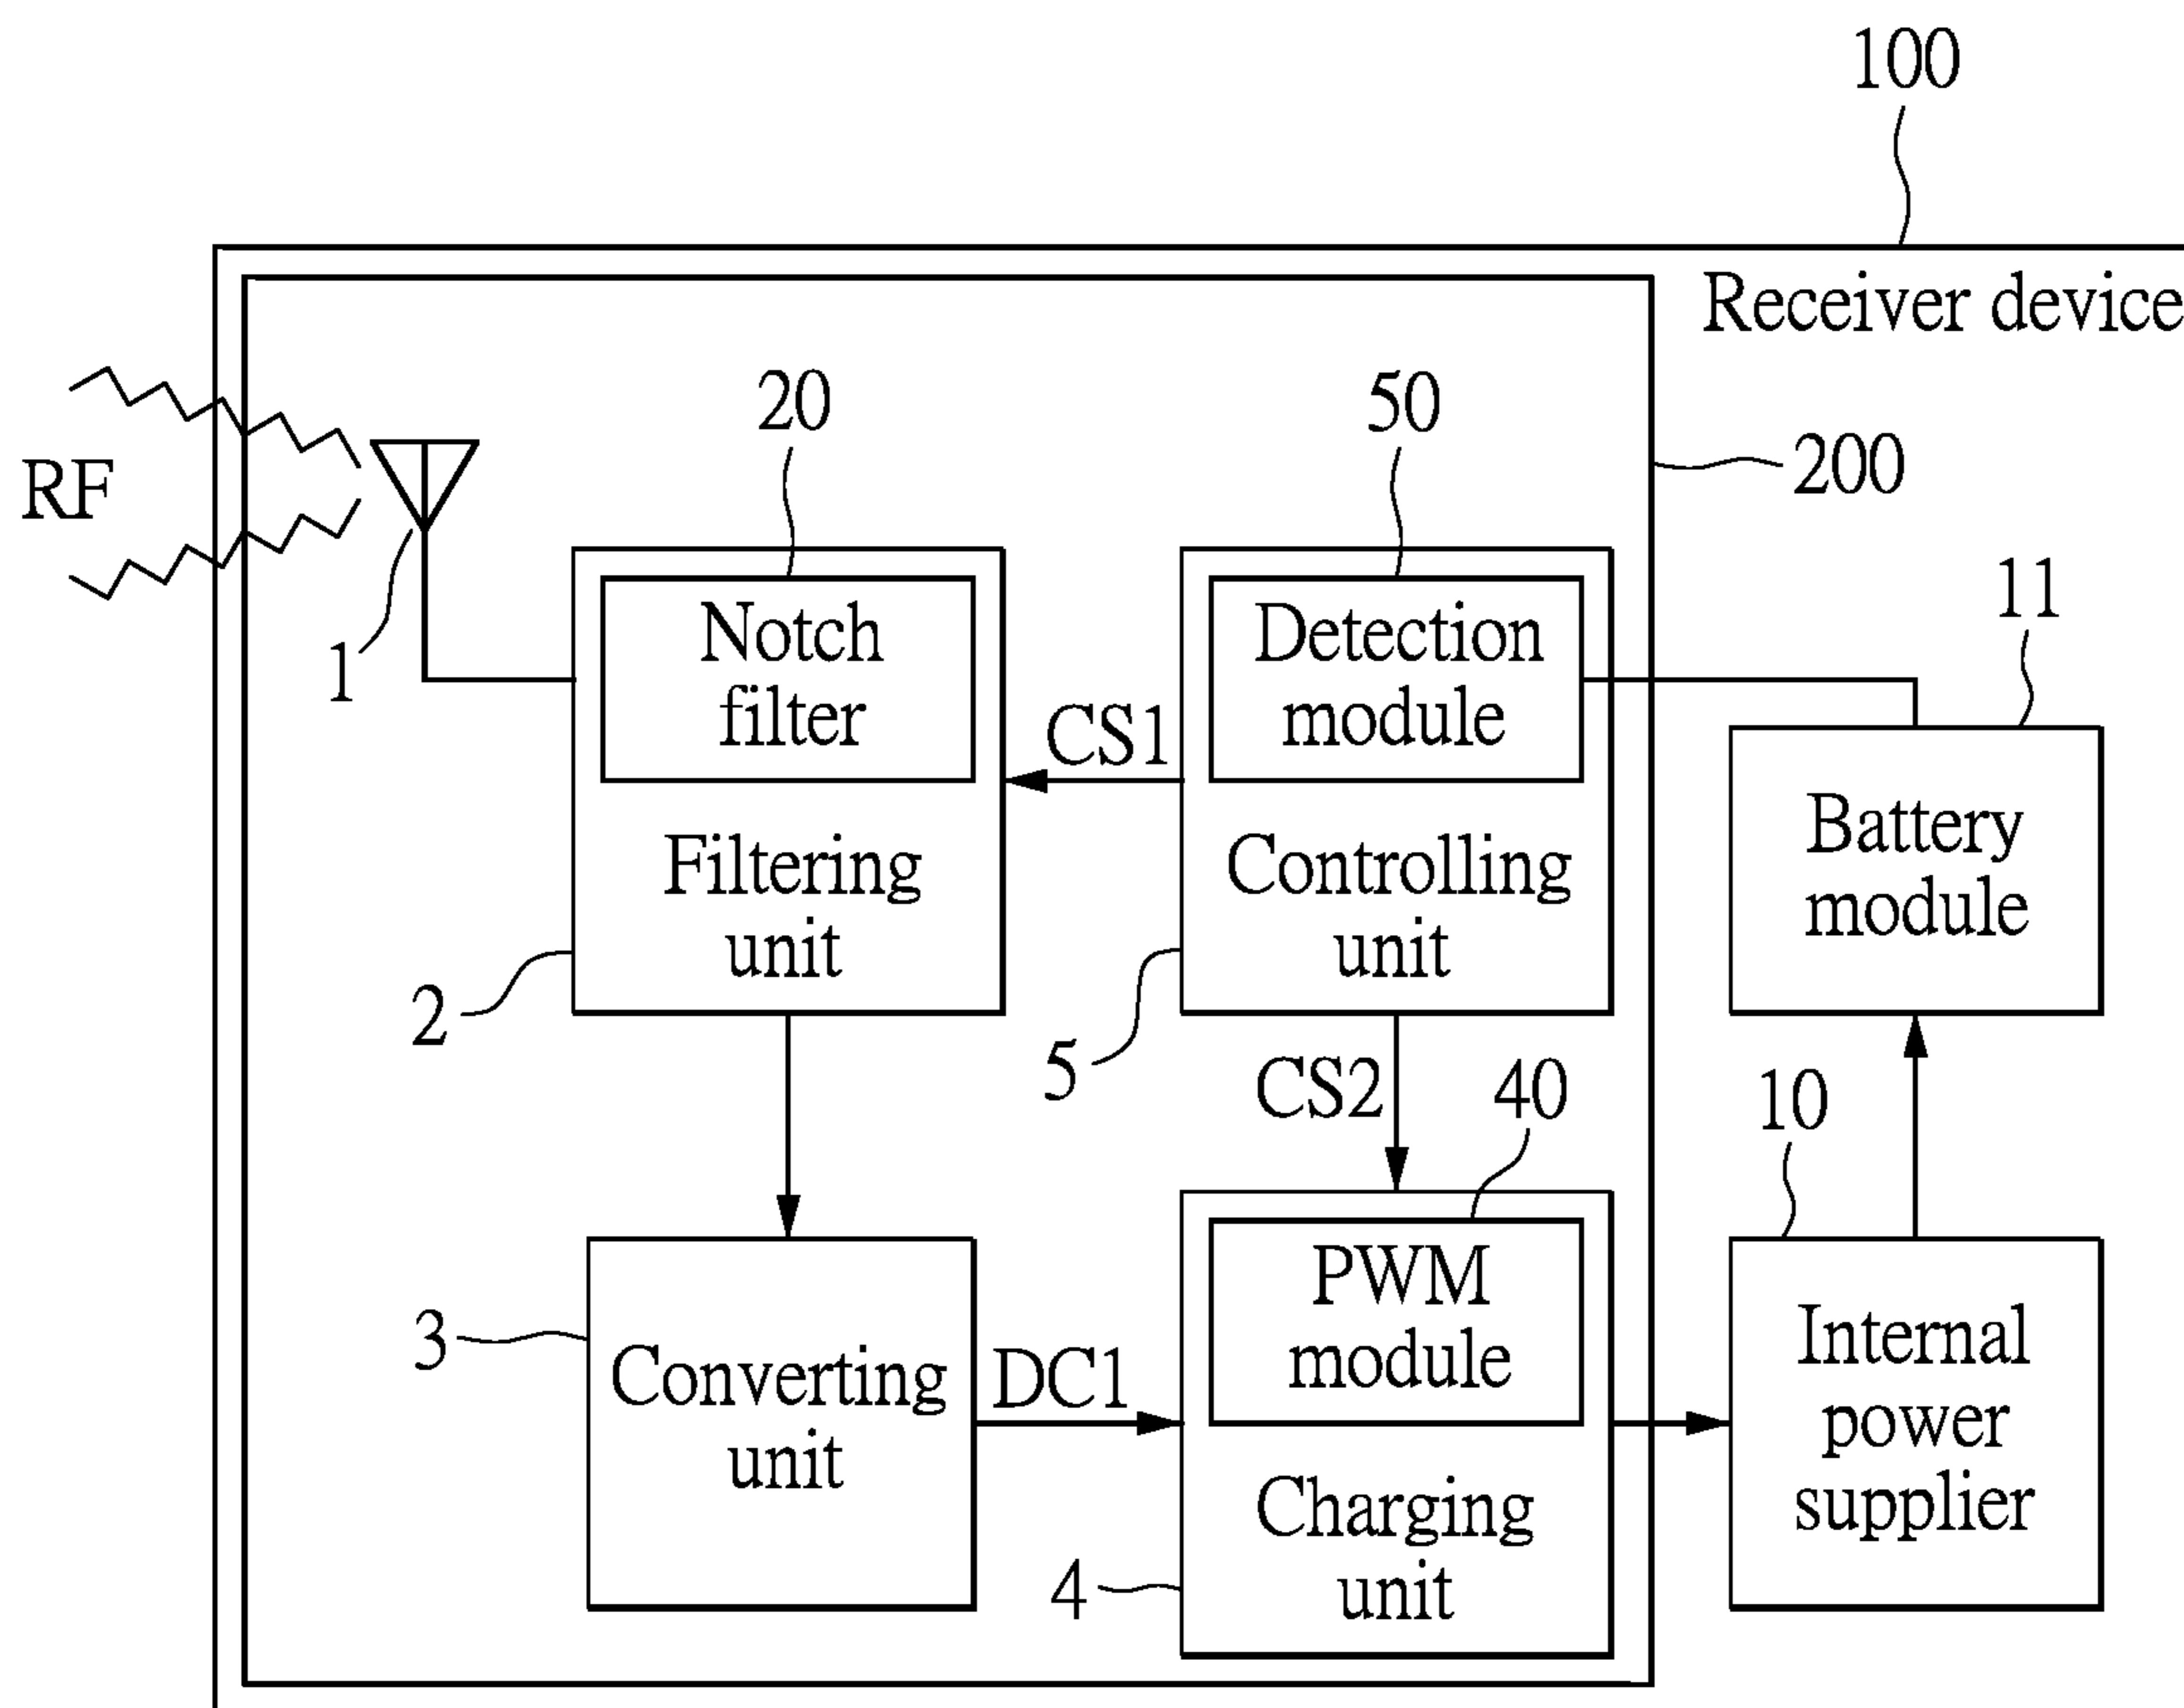 100
Receiver device
20
50
RF
200
1
Notch
filter
Detection
module
11
CS1
Filtering
unit
Controlling
unit
Battery
module
2
5
CS2
40
10
3
Converting
unit
DC1
PWM
module
Charging
unit
Internal
power
supplier
4